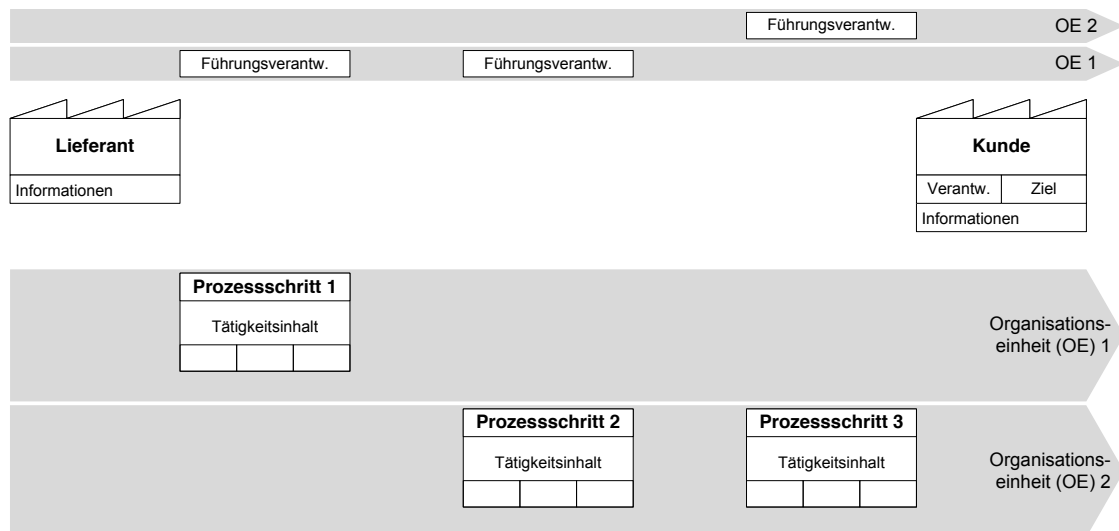 Führungsverantw.
OE 2
Führungsverantw.
Führungsverantw.
OE 1
Lieferant
Informationen
Kunde
Verantw.
Ziel
Informationen
Prozessschritt 1
Tätigkeitsinhalt
Organisations-
einheit (OE) 1
Prozessschritt 2
Tätigkeitsinhalt
Prozessschritt 3
Tätigkeitsinhalt
Organisations-
einheit (OE) 2